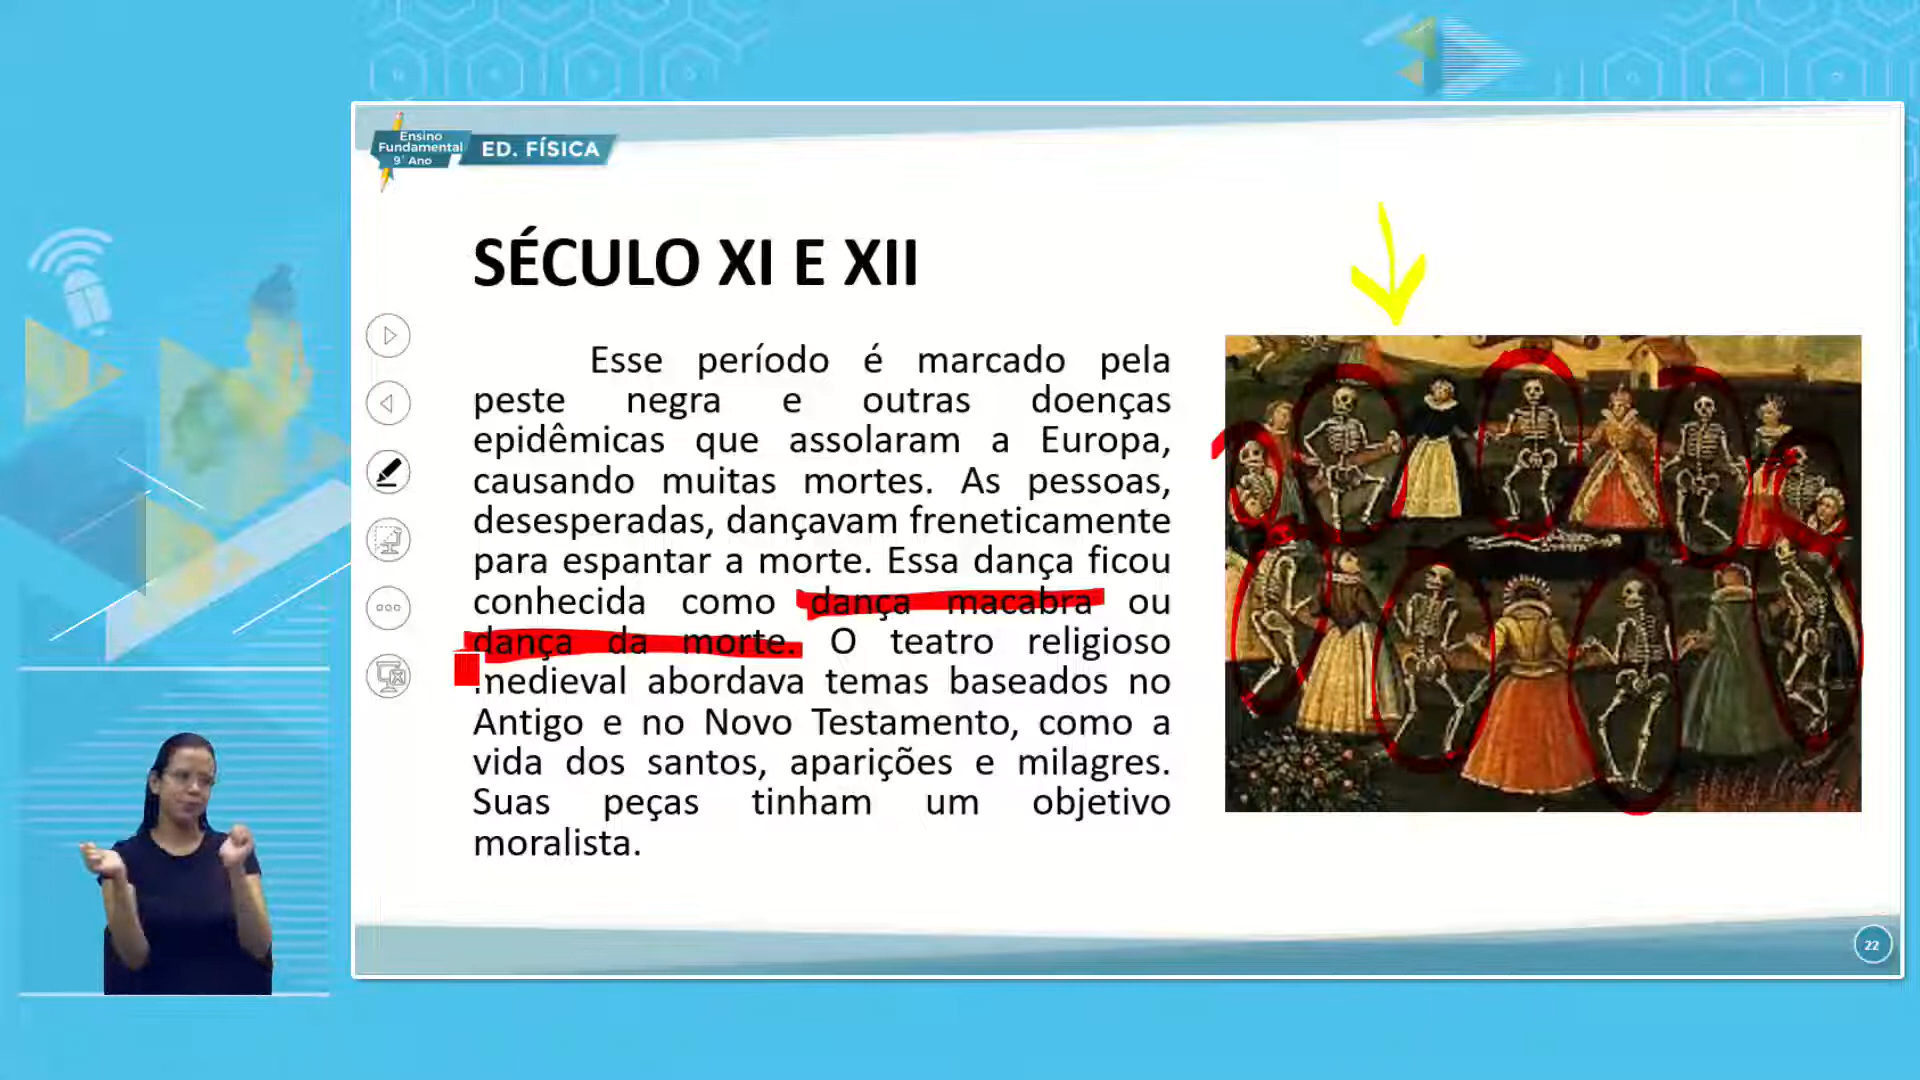 Ensino
Fundamental
9° Ano
ED. FÍSICA
SÉCULO XI E XII
Esse período é marcado pela
peste negra e outras doenças
epidêmicas que assolaram a Europa,
causando muitas mortes. As pessoas,
desesperadas, dançavam freneticamente
para espantar a morte. Essa dança ficou
conhecida como dança macabra ou
dança da morte. O teatro religioso
medieval abordava temas baseados no
Antigo e no Novo Testamento, como a
vida dos santos, aparições e milagres.
Suas peças tinham um objetivo
moralista.
22